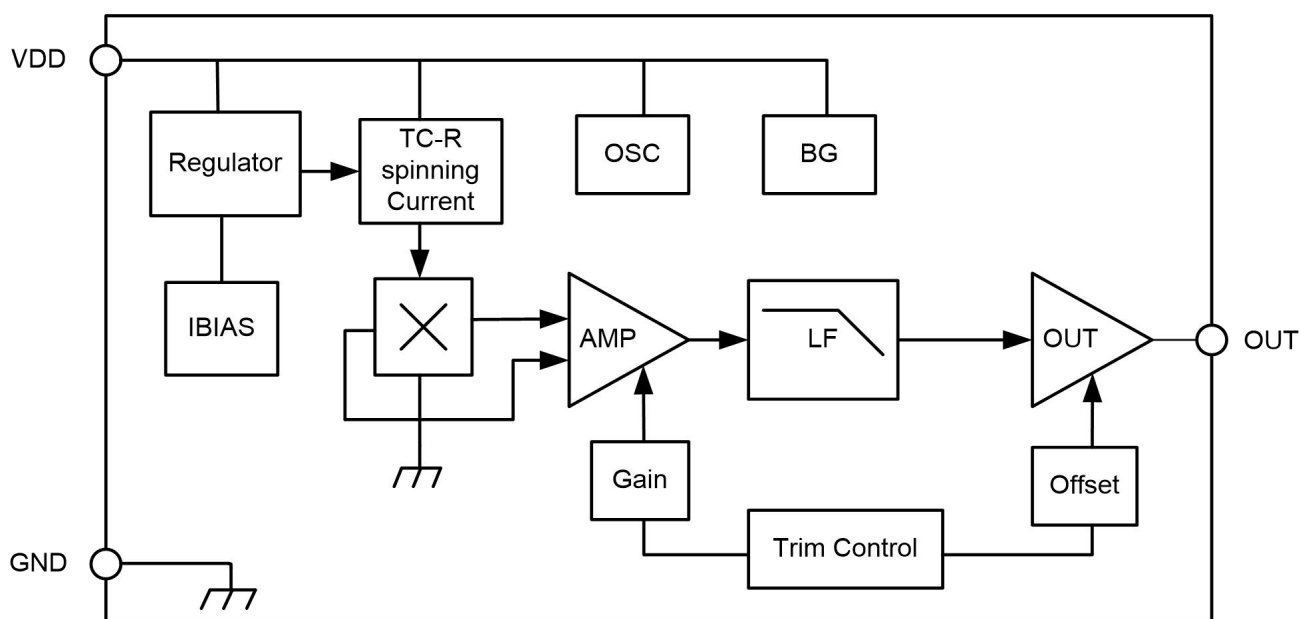 VDD
Regulator
TC-R
spinning
Current
OSC
BG
IBIAS
AMP
LF
OUT
OUT
Gain
Offset
Trim Control
GND